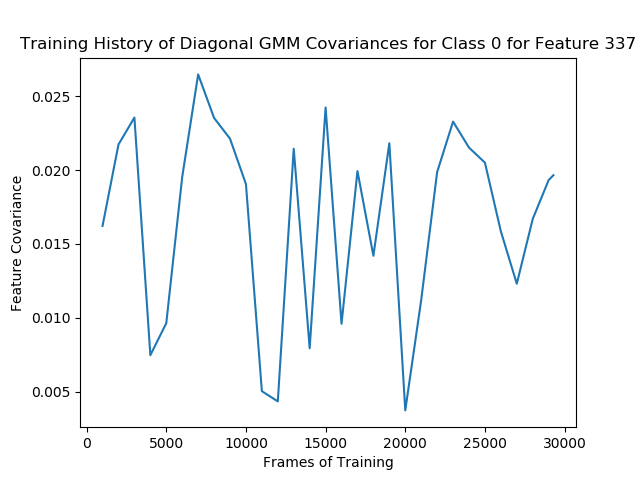 Training History of Diagonal GMM Covariances for Class 0 for Feature 337
0.025
0.020
0.015
0.010
0.005
Feature Covariance
0 5000 10000 15000 20000 25000 30000
Frames of Training